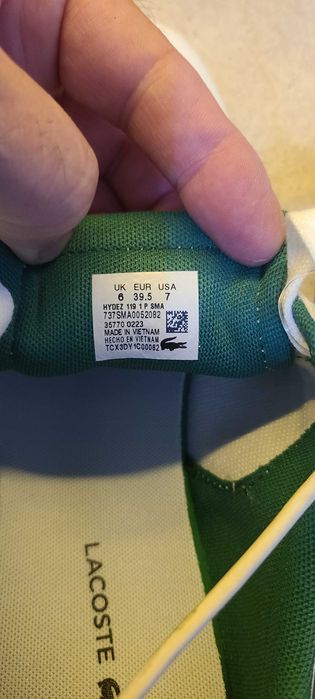 UK EUR USA
6 39.5 7
HYDEZ 119 1 P SMA
737SMA00520B2
35770 0223
MADE IN VIETNAM
HECHO EN VIETNAM
TCX3DY1C00082
LACOSTE